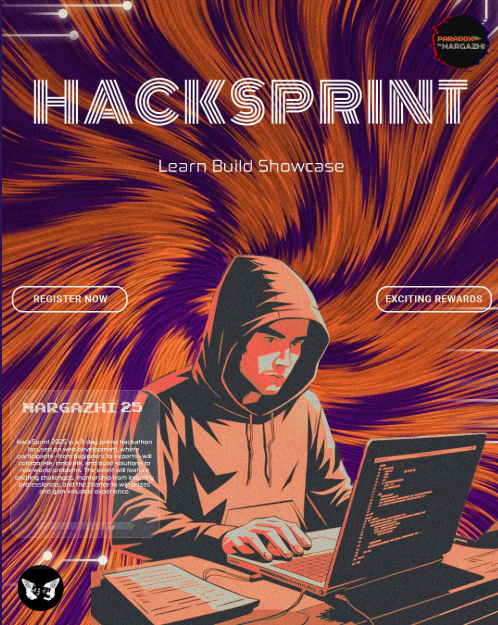 PARADOX
MARGAZHI
HACKSPRINT
Learn Build Showcase
REGISTER NOW
EXCITING REWARDS
MARGAZHI 25
HackSprint 2025 is a 3 day online hackathon
focused on web development, where
participants—from beginners to experts—will
collaborate, innovate, and build solutions to
real-world problems. The event will feature
exciting challenges, mentorship from industry
professionals, and the chance to win prizes
and gain valuable experience.